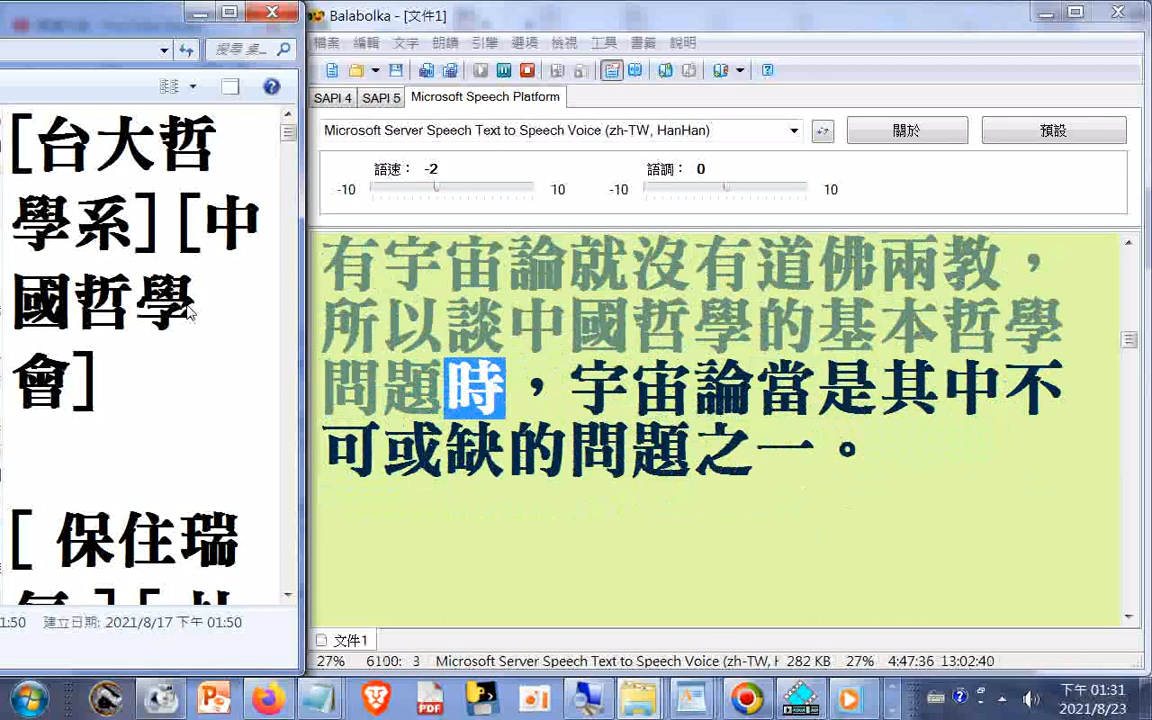 搜尋 桌...
[台大哲
學系][中
國哲學
會]
[ 保住瑞
1:50 建立日期: 2021/8/17 下午 01:50
Balabolka - [文件1]
檔案 編輯 文字 朗讀 引擎 選項 檢視 工具 書籤 說明
SAPI 4 SAPI 5 Microsoft Speech Platform
Microsoft Server Speech Text to Speech Voice (zh-TW, HanHan) 關於 預設
語速: -2 語調: 0
-10 10 -10 10
有宇宙論就沒有道佛兩教，
所以談中國哲學的基本哲學
問題時，宇宙論當是其中不
可或缺的問題之一。
文件1
27% 6100: 3 Microsoft Server Speech Text to Speech Voice (zh-TW, H 282 KB 27% 4:47:36 13:02:40
PDF
下午 01:31
2021/8/23